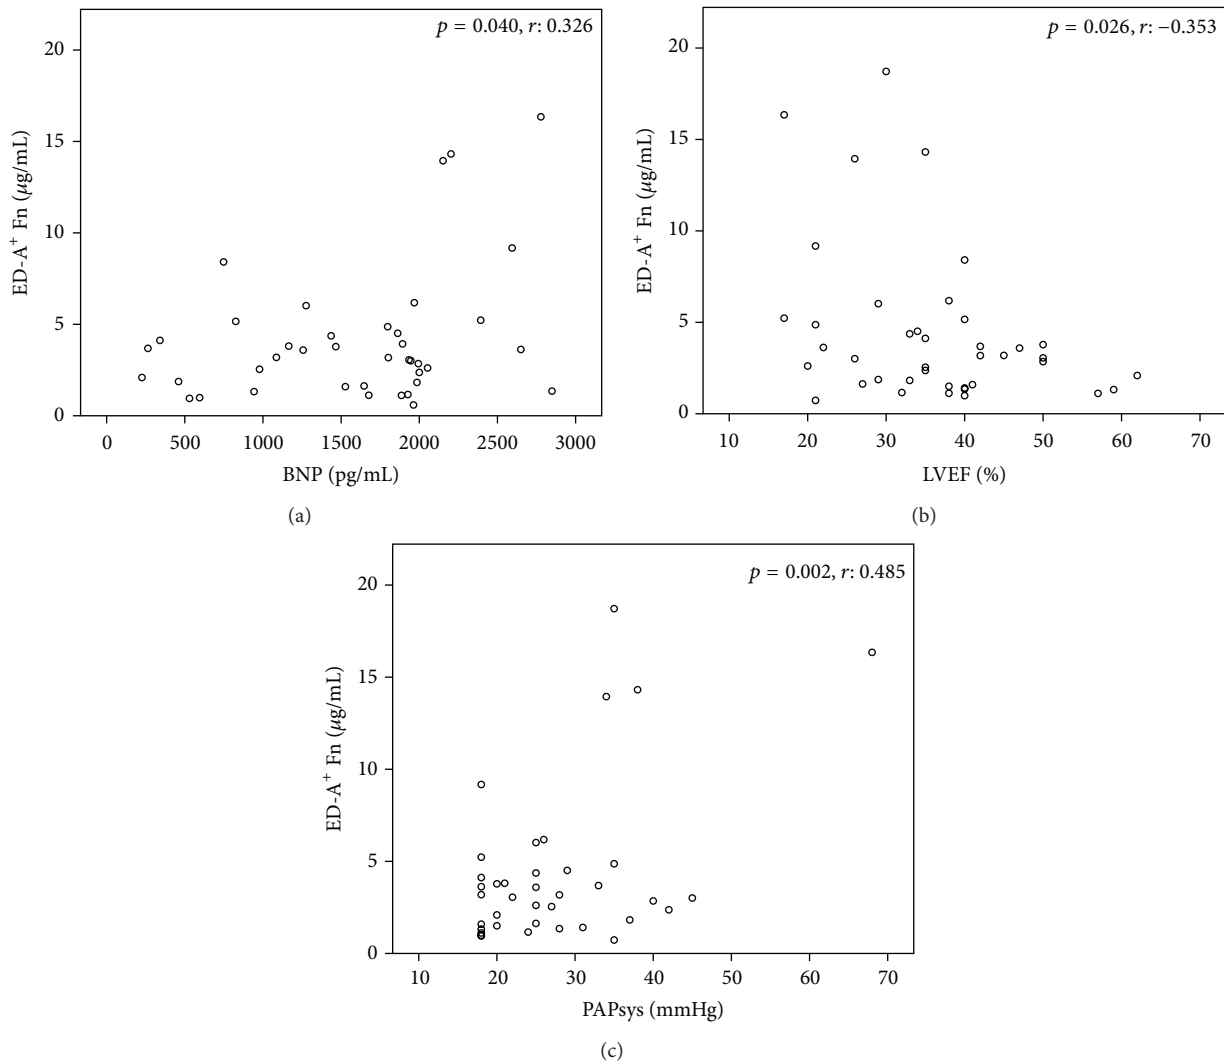 p = 0.040, r: 0.326
20
15
10
5
0
ED-A⁺ Fn (μg/mL)
0 500 1000 1500 2000 2500 3000
BNP (pg/mL)
(a)
p = 0.026, r: −0.353
20
15
10
5
0
ED-A⁺ Fn (μg/mL)
10 20 30 40 50 60 70
LVEF (%)
(b)
p = 0.002, r: 0.485
20
15
10
5
0
ED-A⁺ Fn (μg/mL)
10 20 30 40 50 60 70
PAPsys (mmHg)
(c)